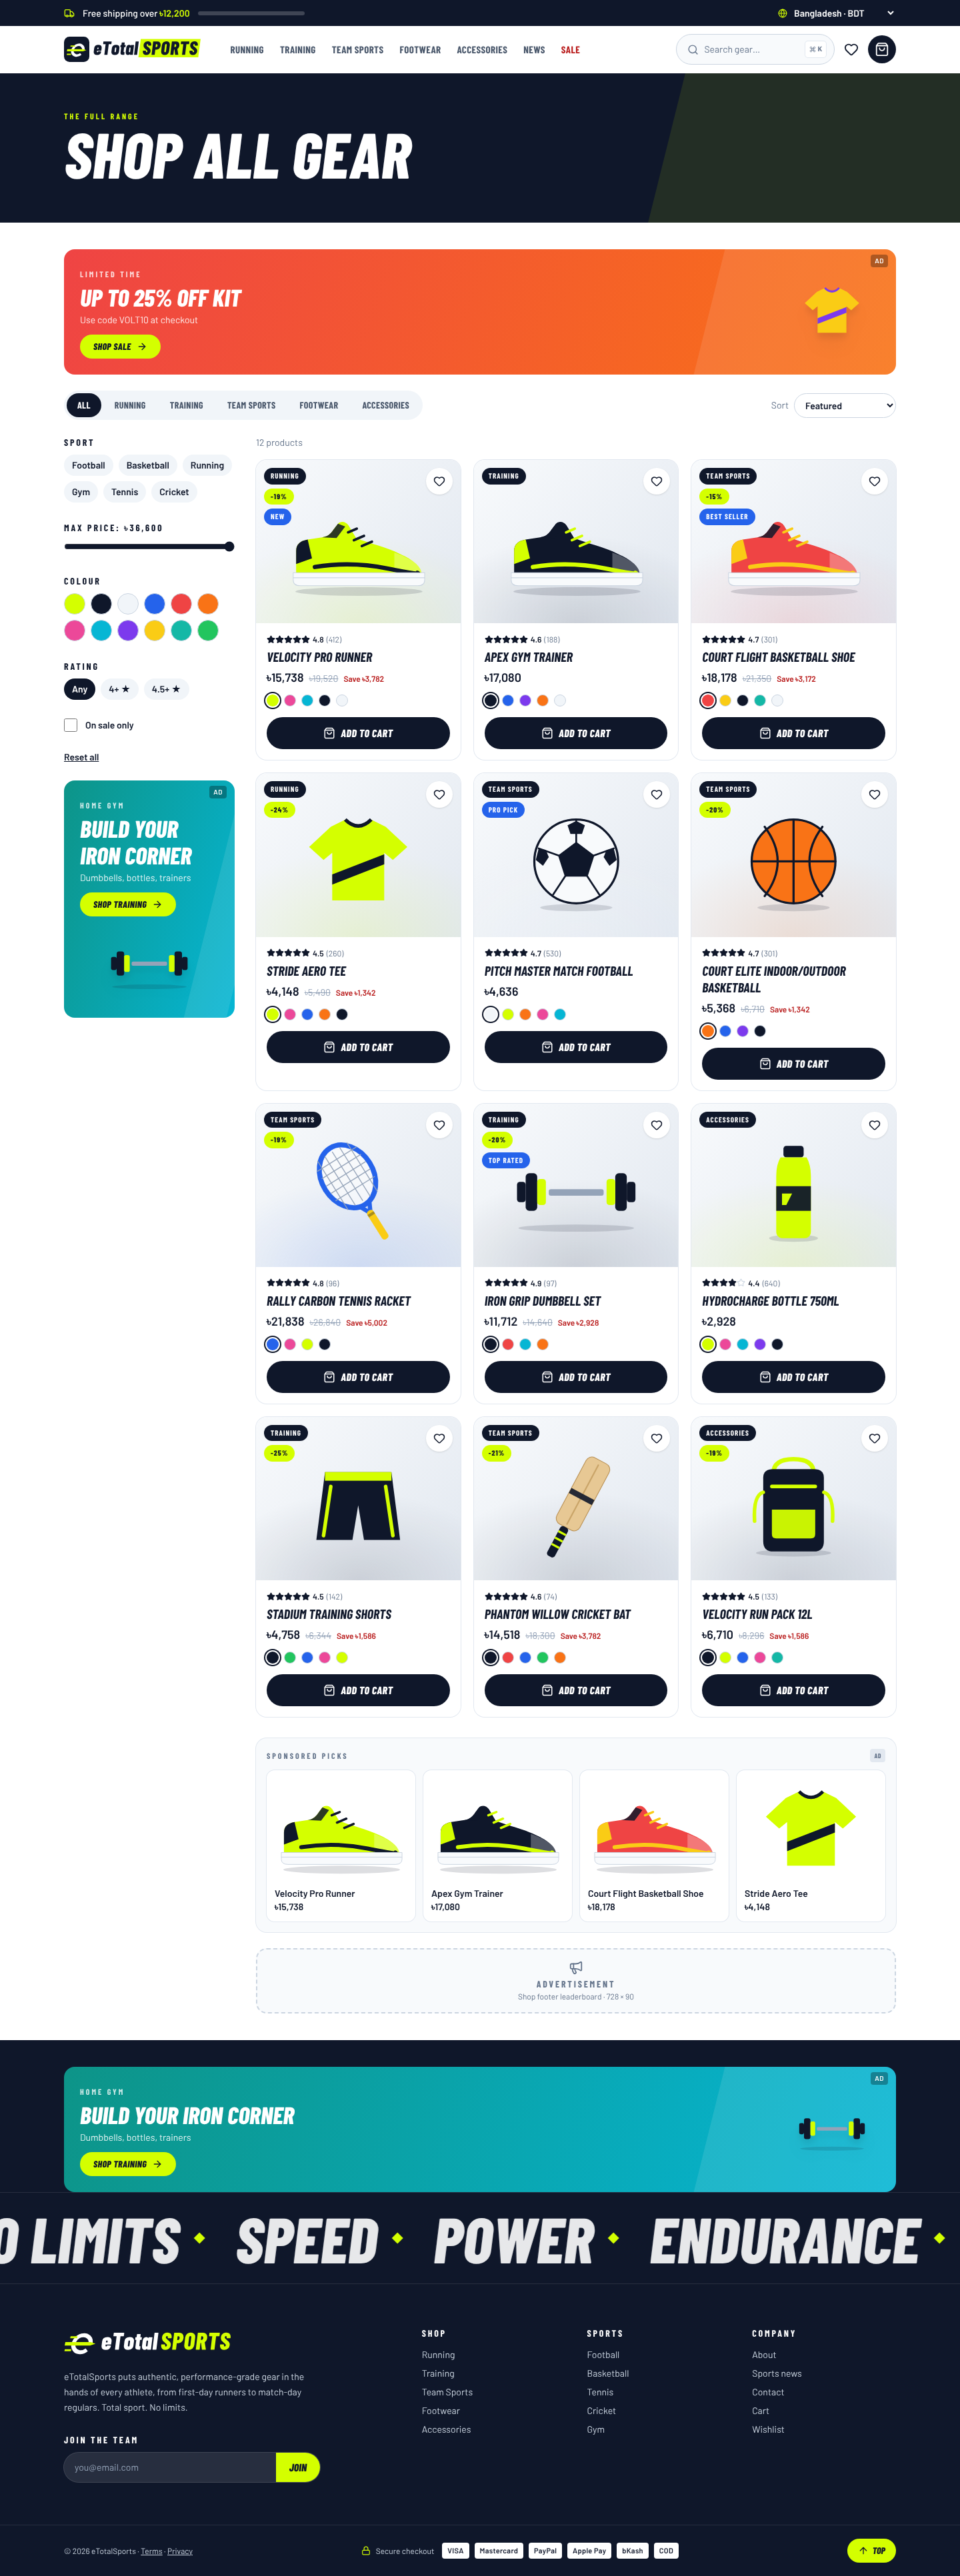 Free shipping over ৳12,200
Bangladesh · BDT
eTotal SPORTS
RUNNING TRAINING TEAM SPORTS FOOTWEAR ACCESSORIES NEWS SALE
Search gear... ⌘ K
THE FULL RANGE
SHOP ALL GEAR
AD
LIMITED TIME
UP TO 25% OFF KIT
Use code VOLT10 at checkout
SHOP SALE →
ALL RUNNING TRAINING TEAM SPORTS FOOTWEAR ACCESSORIES
Sort Featured
SPORT
Football Basketball Running
Gym Tennis Cricket
MAX PRICE: ৳36,600
COLOUR
RATING
Any 4+ ★ 4.5+ ★
On sale only
Reset all
AD
HOME GYM
BUILD YOUR
IRON CORNER
Dumbbells, bottles, trainers
SHOP TRAINING →
12 products
RUNNING
-19%
NEW
★★★★★ 4.8 (412)
VELOCITY PRO RUNNER
৳15,738 ৳19,520 Save ৳3,782
ADD TO CART
TRAINING
★★★★★ 4.6 (188)
APEX GYM TRAINER
৳17,080
ADD TO CART
TEAM SPORTS
-15%
BEST SELLER
★★★★★ 4.7 (301)
COURT FLIGHT BASKETBALL SHOE
৳18,178 ৳21,350 Save ৳3,172
ADD TO CART
RUNNING
-24%
★★★★★ 4.5 (260)
STRIDE AERO TEE
৳4,148 ৳5,490 Save ৳1,342
ADD TO CART
TEAM SPORTS
PRO PICK
★★★★★ 4.7 (530)
PITCH MASTER MATCH FOOTBALL
৳4,636
ADD TO CART
TEAM SPORTS
-20%
★★★★★ 4.7 (301)
COURT ELITE INDOOR/OUTDOOR
BASKETBALL
৳5,368 ৳6,710 Save ৳1,342
ADD TO CART
TEAM SPORTS
-19%
★★★★★ 4.8 (96)
RALLY CARBON TENNIS RACKET
৳21,838 ৳26,840 Save ৳5,002
ADD TO CART
TRAINING
-20%
TOP RATED
★★★★★ 4.9 (97)
IRON GRIP DUMBBELL SET
৳11,712 ৳14,640 Save ৳2,928
ADD TO CART
ACCESSORIES
★★★★☆ 4.4 (640)
HYDROCHARGE BOTTLE 750ML
৳2,928
ADD TO CART
TRAINING
-25%
★★★★★ 4.5 (142)
STADIUM TRAINING SHORTS
৳4,758 ৳6,344 Save ৳1,586
ADD TO CART
TEAM SPORTS
-21%
★★★★★ 4.6 (74)
PHANTOM WILLOW CRICKET BAT
৳14,518 ৳18,300 Save ৳3,782
ADD TO CART
ACCESSORIES
-19%
★★★★★ 4.5 (133)
VELOCITY RUN PACK 12L
৳6,710 ৳8,296 Save ৳1,586
ADD TO CART
SPONSORED PICKS
AD
Velocity Pro Runner
৳15,738
Apex Gym Trainer
৳17,080
Court Flight Basketball Shoe
৳18,178
Stride Aero Tee
৳4,148
ADVERTISEMENT
Shop footer leaderboard · 728 × 90
AD
HOME GYM
BUILD YOUR IRON CORNER
Dumbbells, bottles, trainers
SHOP TRAINING →
O LIMITS ◆ SPEED ◆ POWER ◆ ENDURANCE ◆
eTotal SPORTS
eTotalSports puts authentic, performance-grade gear in the
hands of every athlete, from first-day runners to match-day
regulars. Total sport. No limits.
JOIN THE TEAM
you@email.com JOIN
SHOP
Running
Training
Team Sports
Footwear
Accessories
SPORTS
Football
Basketball
Tennis
Cricket
Gym
COMPANY
About
Sports news
Contact
Cart
Wishlist
© 2026 eTotalSports · Terms · Privacy
Secure checkout VISA Mastercard PayPal Apple Pay bKash COD
↑ TOP